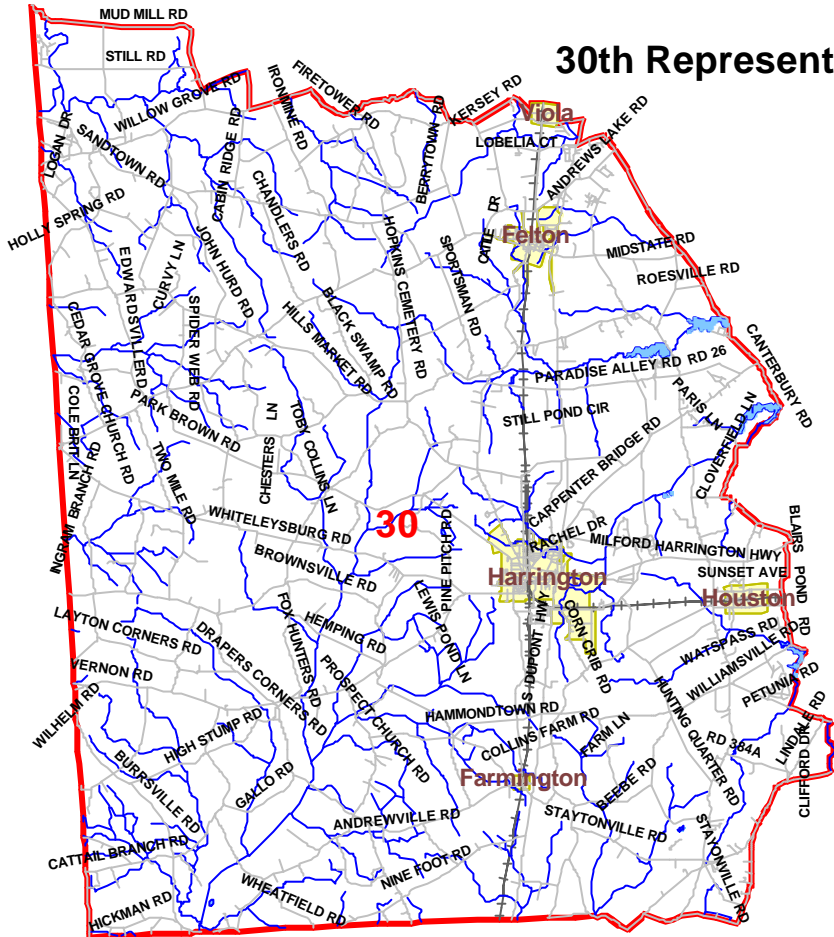 MUD MILL RD
STILL RD
30th Represent
WILLOW GROVE RD
IRONMINE RD
FIRETOWER RD
BERRYTOWN RD
KERSEY RD
Viola
LOBELIA CT
ANDREWS LAKE RD
LOGAN DR
SANDTOWN RD
CABIN RIDGE RD
CHANDLERS RD
HOLLY SPRING RD
HOPKINS CEMETERY RD
CATTLE DR
Felton
MIDSTATE RD
ROESVILLE RD
EDWARDSVILLE RD
CURVY LN
JOHN HURD RD
SPORTSMAN RD
SPIDER WEB RD
HILLS MARKET RD
BLACK SWAMP RD
CEDAR GROVE CHURCH RD
CANTERBURY RD
PARADISE ALLEY RD
RD 26
COLE BRIT LN
PARK BROWN RD
CHESTERS LN
TOBY COLLINS LN
STILL POND CIR
PARIS LN
CLOVERFIELD LN
CARPENTER BRIDGE RD
INGRAM BRANCH RD
TWO MILE RD
WHITELEYSBURG RD
30
PINE PITCH RD
RACHEL DR
MILFORD HARRINGTON HWY
BLAIRS POND RD
SUNSET AVE
BROWNSVILLE RD
Harrington
Houston
LAYTON CORNERS RD
FOX HUNTERS RD
HEMPING RD
LEWIS POND LN
S DUPONT HWY
CORN CRIB RD
WATSPASS RD
WILLIAMSVILLE RD
VERNON RD
DRAPERS CORNERS RD
PROSPECT CHURCH RD
PETUNIA RD
WILHELM RD
HIGH STUMP RD
HAMMONDTOWN RD
COLLINS FARM RD
FARM LN
HUNTING QUARTER RD
RD 384A
LINDALE RD
CLIFFORD DR
BURRSVILLE RD
GALLO RD
Farmington
BEEBE RD
ANDREWVILLE RD
STAYTONVILLE RD
CATTAIL BRANCH RD
NINE FOOT RD
STAYONVILLE RD
HICKMAN RD
WHEATFIELD RD